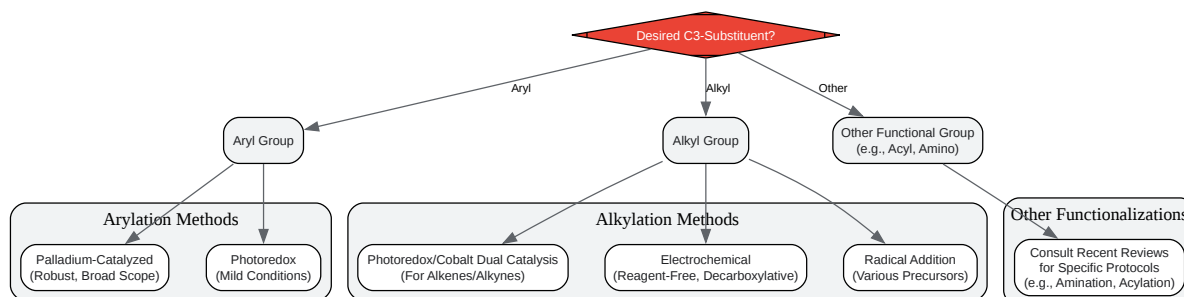 Desired C3-Substituent?
Aryl
Alkyl
Other
Aryl Group
Alkyl Group
Other Functional Group
(e.g., Acyl, Amino)
Arylation Methods
Alkylation Methods
Other Functionalizations
Palladium-Catalyzed
(Robust, Broad Scope)
Photoredox
(Mild Conditions)
Photoredox/Cobalt Dual Catalysis
(For Alkenes/Alkynes)
Electrochemical
(Reagent-Free, Decarboxylative)
Radical Addition
(Various Precursors)
Consult Recent Reviews
for Specific Protocols
(e.g., Amination, Acylation)